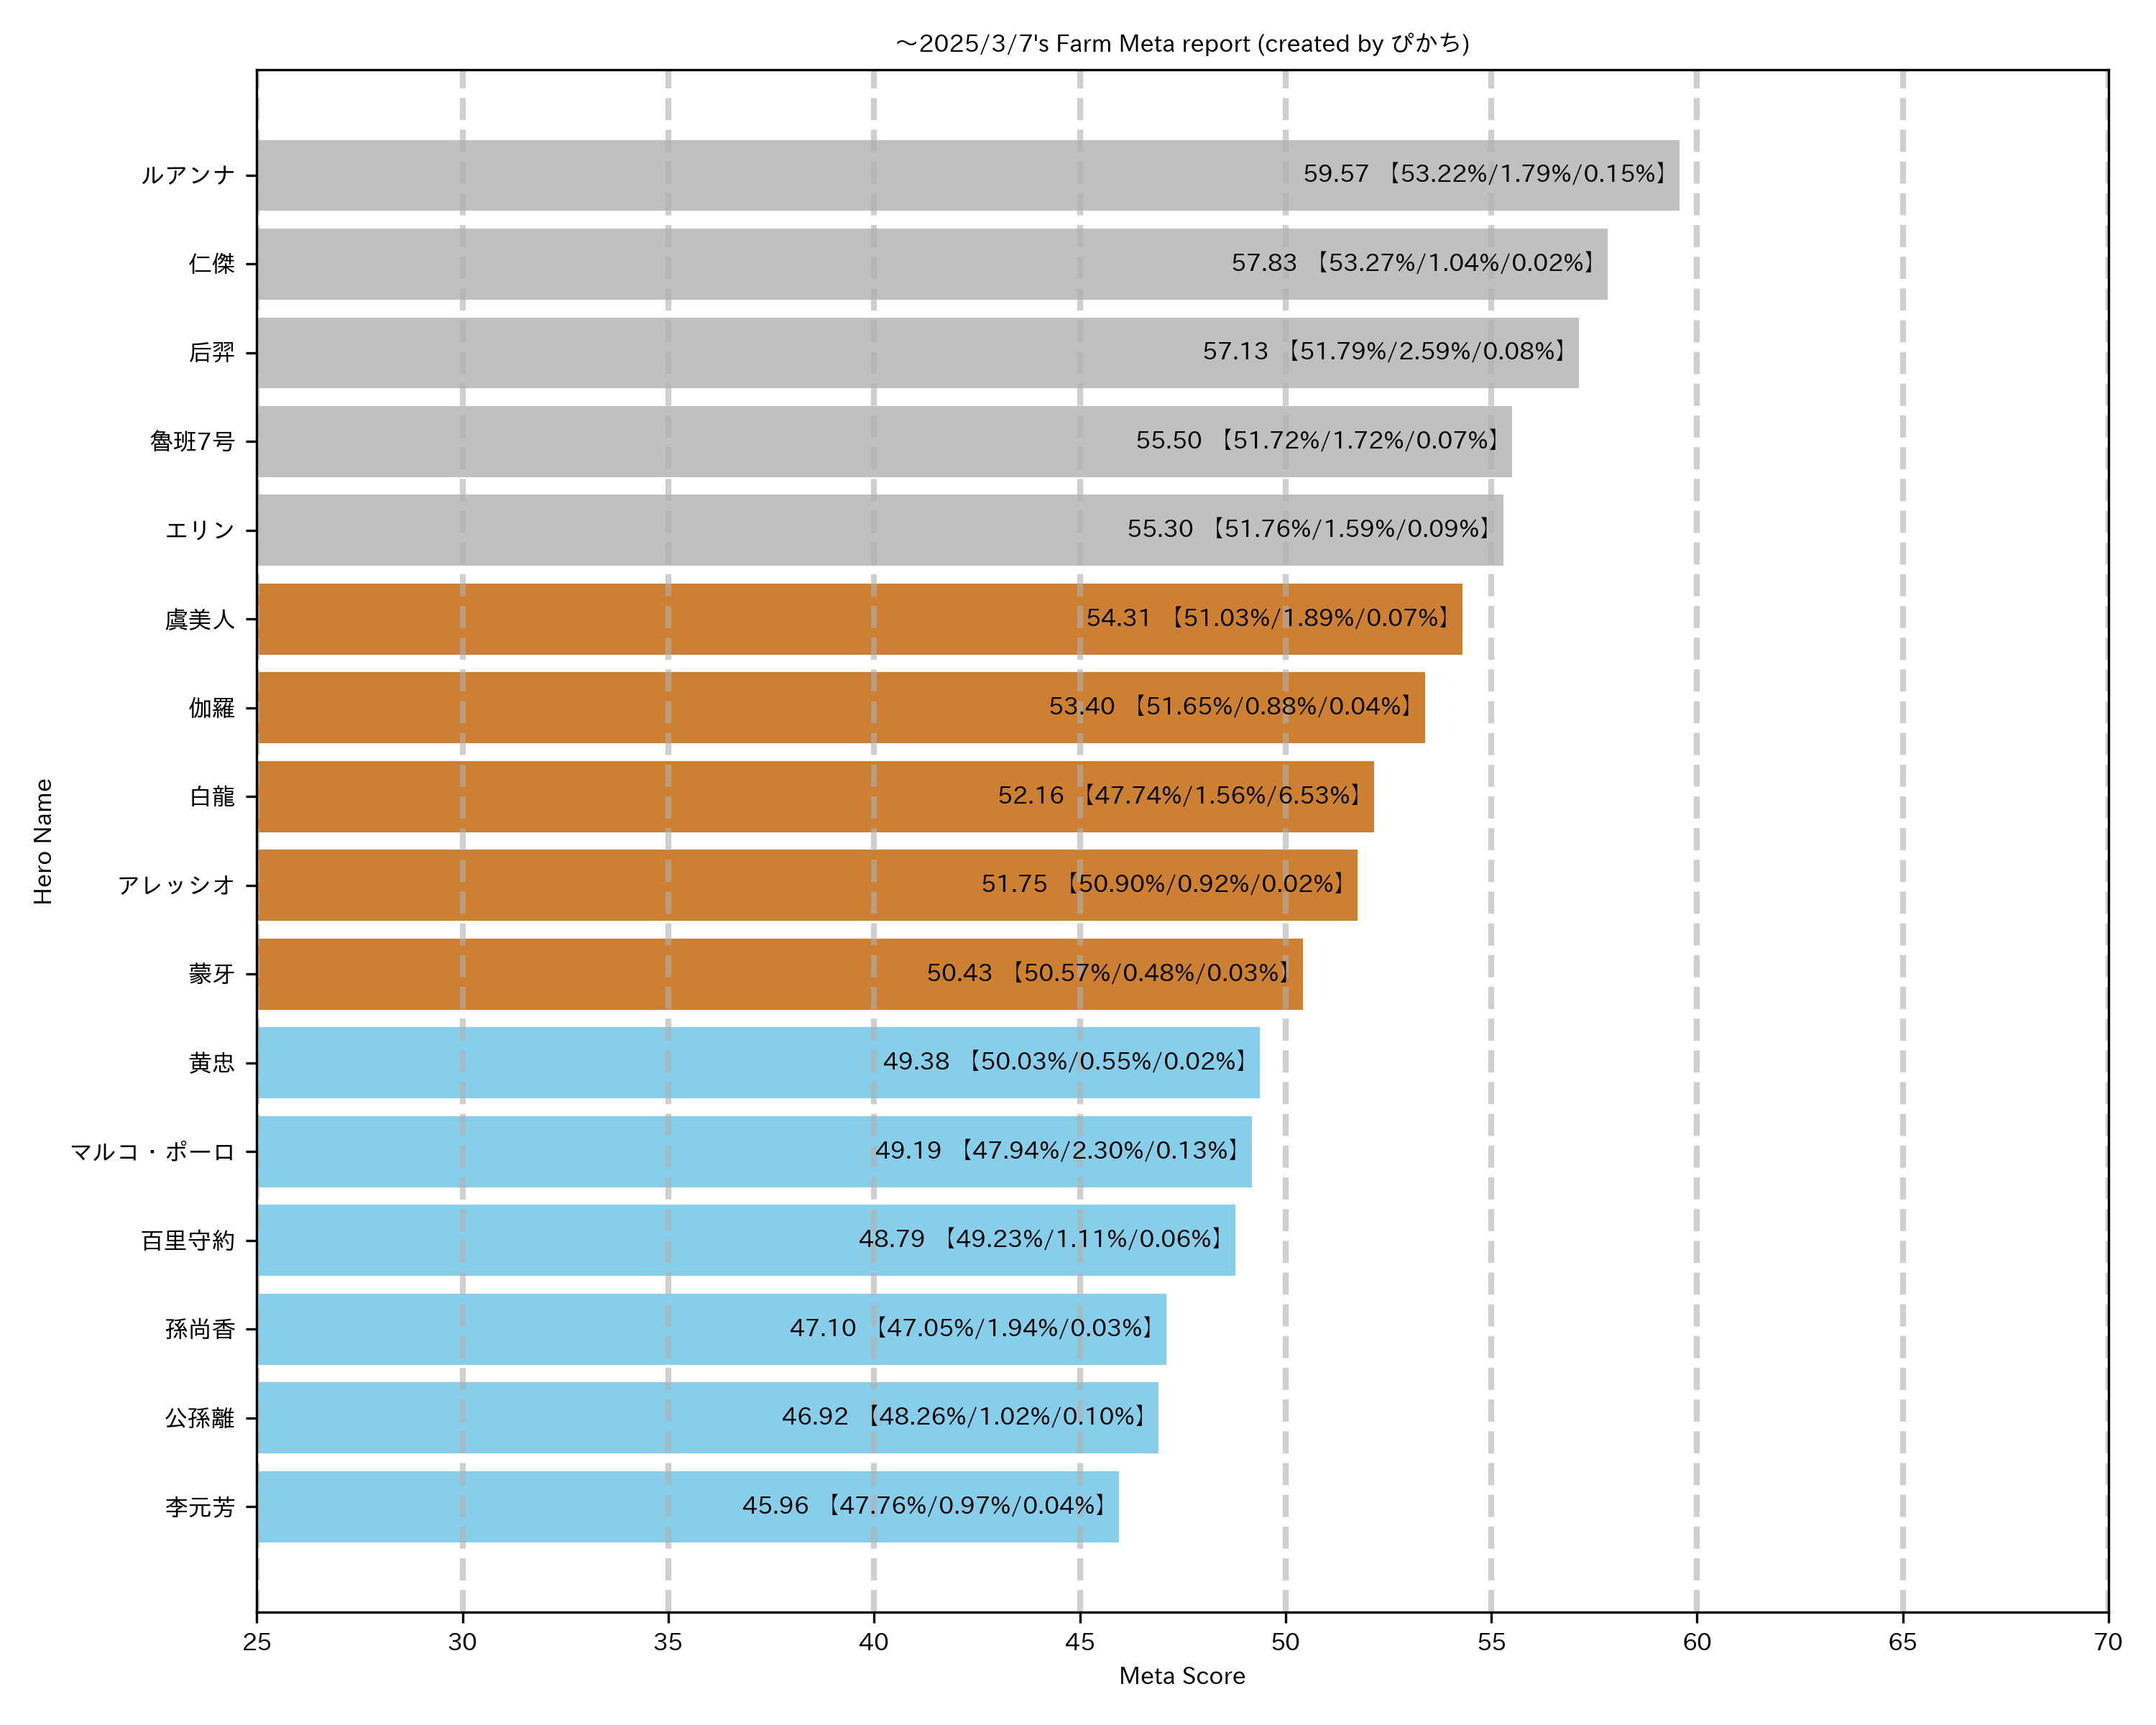 ～2025/3/7's Farm Meta report (created by ぴかち)
Hero Name
ルアンナ 59.57 【53.22%/1.79%/0.15%】
仁傑 57.83 【53.27%/1.04%/0.02%】
后羿 57.13 【51.79%/2.59%/0.08%】
魯班7号 55.50 【51.72%/1.72%/0.07%】
エリン 55.30 【51.76%/1.59%/0.09%】
虞美人 54.31 【51.03%/1.89%/0.07%】
伽羅 53.40 【51.65%/0.88%/0.04%】
白龍 52.16 【47.74%/1.56%/6.53%】
アレッシオ 51.75 【50.90%/0.92%/0.02%】
蒙牙 50.43 【50.57%/0.48%/0.03%】
黄忠 49.38 【50.03%/0.55%/0.02%】
マルコ・ポーロ 49.19 【47.94%/2.30%/0.13%】
百里守約 48.79 【49.23%/1.11%/0.06%】
孫尚香 47.10 【47.05%/1.94%/0.03%】
公孫離 46.92 【48.26%/1.02%/0.10%】
李元芳 45.96 【47.76%/0.97%/0.04%】
25 30 35 40 45 50 55 60 65 70
Meta Score